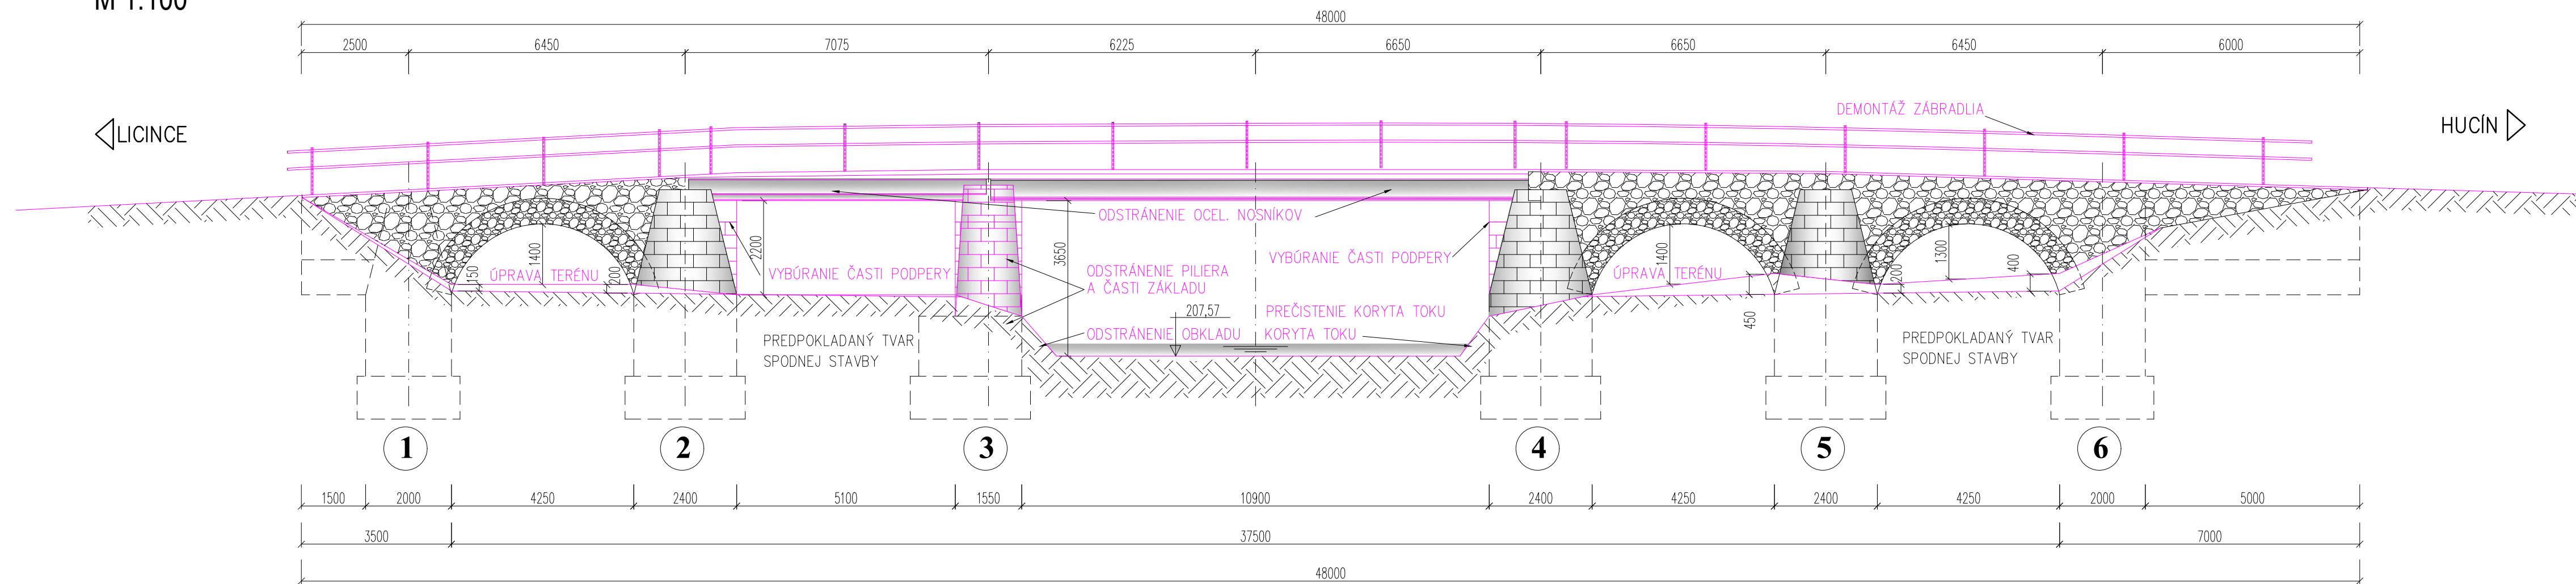 M 1:100
48000
2500 6450 7075 6225 6650 6650 6450 6000
DEMONTÁŽ ZÁBRADLIA
LICINCE
HUCÍN
ODSTRÁNENIE OCEL. NOSNÍKOV
1400
150
ÚPRAVA TERÉNU
200
2200
VYBÚRANIE ČASTI PODPERY
3650
ODSTRÁNENIE PILIERA
A ČASTI ZÁKLADU
VYBÚRANIE ČASTI PODPERY
1400
ÚPRAVA TERÉNU
450
200
1300
400
207,57
PREČISTENIE KORYTA TOKU
ODSTRÁNENIE OBKLADU KORYTA TOKU
PREDPOKLADANÝ TVAR
SPODNEJ STAVBY
PREDPOKLADANÝ TVAR
SPODNEJ STAVBY
1 2 3 4 5 6
1500 2000 4250 2400 5100 1550 10900 2400 4250 2400 4250 2000 5000
3500 37500 7000
48000